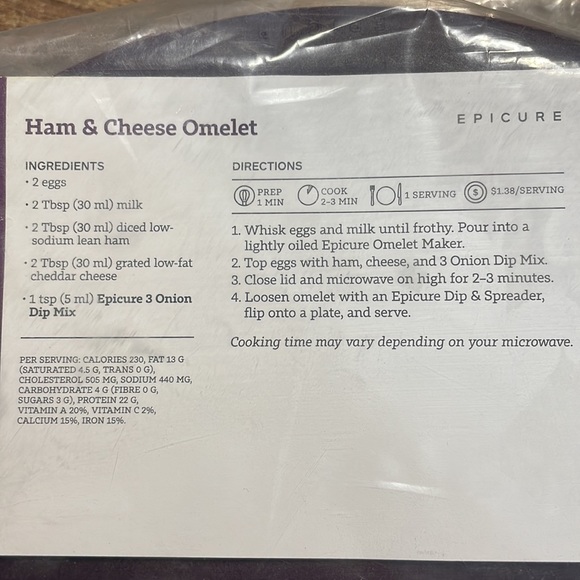 Ham & Cheese Omelet
EPICURE
INGREDIENTS
• 2 eggs
• 2 Tbsp (30 ml) milk
• 2 Tbsp (30 ml) diced low-
sodium lean ham
• 2 Tbsp (30 ml) grated low-fat
cheddar cheese
• 1 tsp (5 ml) Epicure 3 Onion
Dip Mix
PER SERVING: CALORIES 230, FAT 13 G
(SATURATED 4.5 G, TRANS 0 G),
CHOLESTEROL 505 MG, SODIUM 440 MG,
CARBOHYDRATE 4 G (FIBRE 0 G,
SUGARS 3 G), PROTEIN 22 G,
VITAMIN A 20%, VITAMIN C 2%,
CALCIUM 15%, IRON 15%.
DIRECTIONS
PREP
1 MIN
COOK
2–3 MIN
1 SERVING
$
$1.38/SERVING
1. Whisk eggs and milk until frothy. Pour into a
lightly oiled Epicure Omelet Maker.
2. Top eggs with ham, cheese, and 3 Onion Dip Mix.
3. Close lid and microwave on high for 2–3 minutes.
4. Loosen omelet with an Epicure Dip & Spreader,
flip onto a plate, and serve.
Cooking time may vary depending on your microwave.